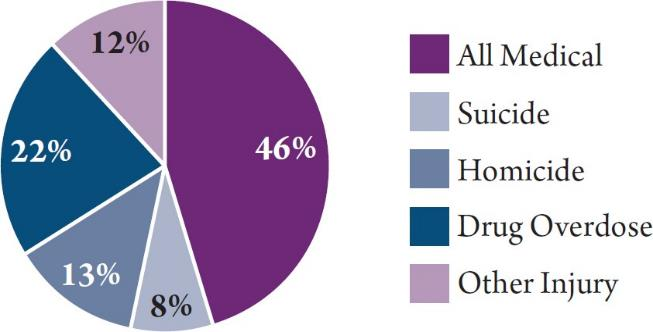 12%
46%
22%
13%
8%
All Medical
Suicide
Homicide
Drug Overdose
Other Injury